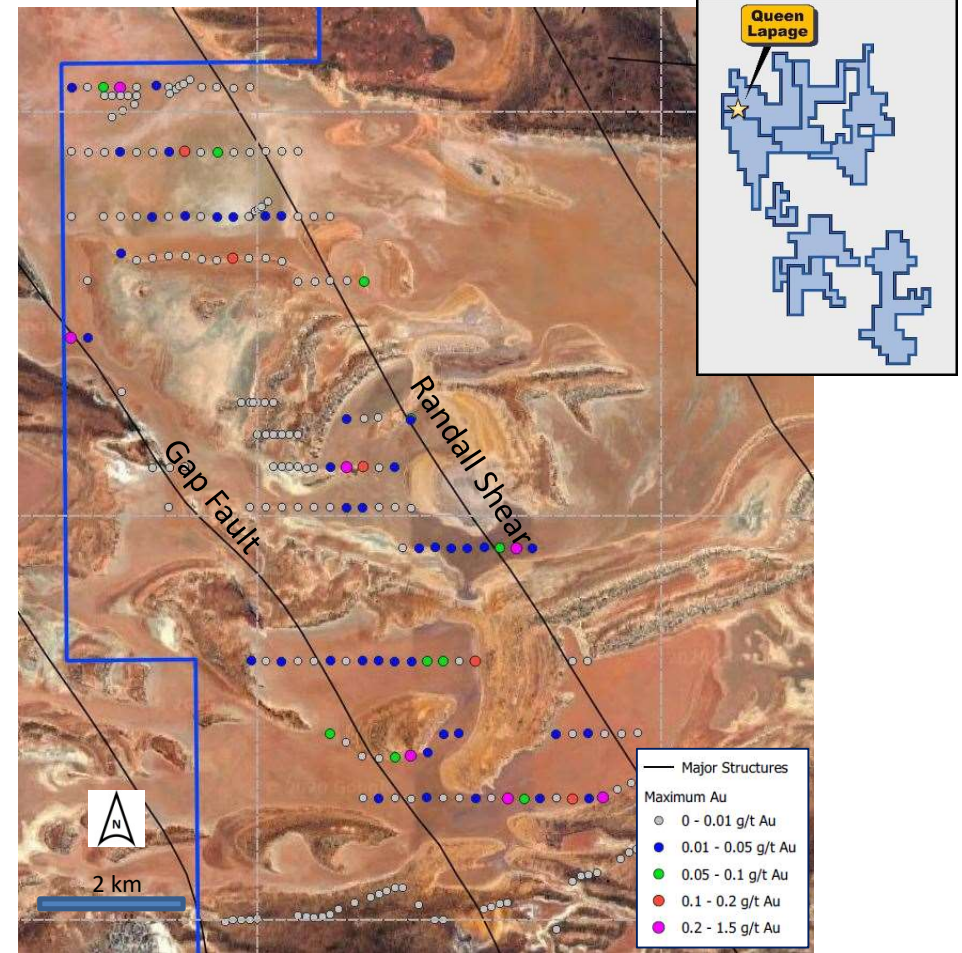 Queen
Lapage
Randall Shear
Gap Fault
N
2 km
Major Structures
Maximum Au
0 - 0.01 g/t Au
0.01 - 0.05 g/t Au
0.05 - 0.1 g/t Au
0.1 - 0.2 g/t Au
0.2 - 1.5 g/t Au